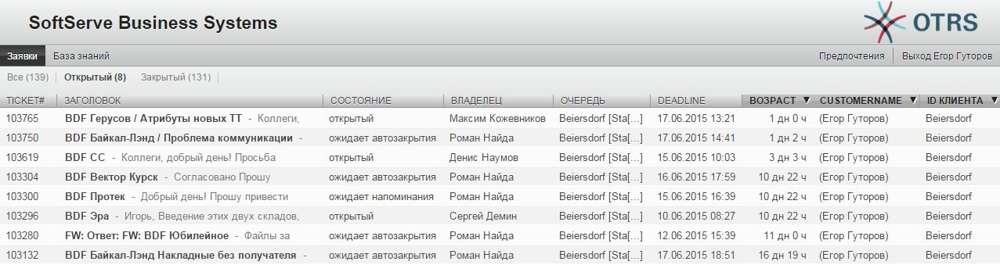 SoftServe Business Systems
OTRS
Заявки База знаний Предпочтения Выход Егор Гуторов
Все (139) Открытый (8) Закрытый (131)
TICKET# ЗАГОЛОВОК СОСТОЯНИЕ ВЛАДЕЛЕЦ ОЧЕРЕДЬ DEADLINE ВОЗРАСТ ▼ CUSTOMERNAME ▼ ID КЛИЕНТА ▼
103765 BDF Герусов / Атрибуты новых ТТ - Коллеги, открытый Максим Кожевников Beiersdorf [Sta[...] 17.06.2015 13:21 1 дн 0 ч (Егор Гуторов) Beiersdorf
103750 BDF Байкал-Лэнд / Проблема коммуникации - ожидает автозакрытия Роман Найда Beiersdorf [Sta[...] 17.06.2015 14:41 1 дн 2 ч (Егор Гуторов) Beiersdorf
103619 BDF СС - Коллеги, добрый день! Просьба открытый Денис Наумов Beiersdorf [Sta[...] 15.06.2015 10:03 3 дн 3 ч (Егор Гуторов) Beiersdorf
103304 BDF Вектор Курск - Согласовано Прошу ожидает автозакрытия Роман Найда Beiersdorf [Sta[...] 16.06.2015 17:59 10 дн 22 ч (Егор Гуторов) Beiersdorf
103300 BDF Протек - Добрый день! Прошу привести ожидает напоминания Роман Найда Beiersdorf [Sta[...] 15.06.2015 16:39 10 дн 22 ч (Егор Гуторов) Beiersdorf
103296 BDF Эра - Игорь, Введение этих двух складов, открытый Сергей Демин Beiersdorf [Sta[...] 10.06.2015 08:27 10 дн 22 ч (Егор Гуторов) Beiersdorf
103280 FW: Ответ: FW: BDF Юбилейное - Файлы за ожидает автозакрытия Роман Найда Beiersdorf [Sta[...] 12.06.2015 15:39 11 дн 0 ч (Егор Гуторов) Beiersdorf
103132 BDF Байкал-Лэнд Накладные без получателя - ожидает автозакрытия Роман Найда Beiersdorf [Sta[...] 17.06.2015 18:51 16 дн 19 ч (Егор Гуторов) Beiersdorf